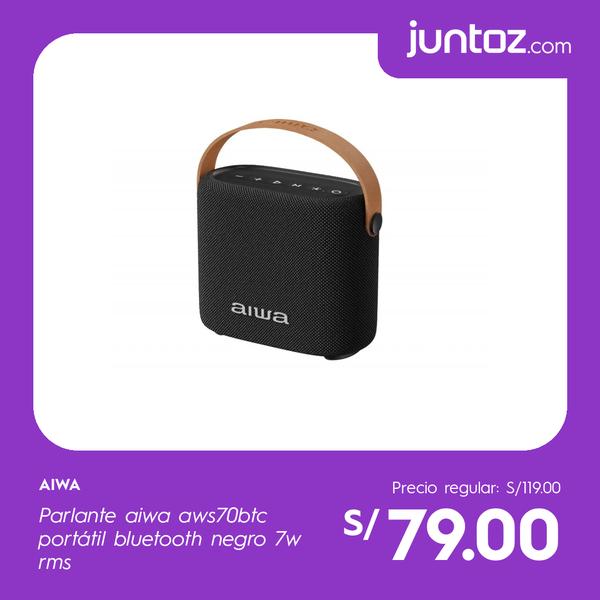 juntoz.com
aiwa
AIWA
Parlante aiwa aws70btc
portátil bluetooth negro 7w
rms
Precio regular: S/119.00
S/79.00